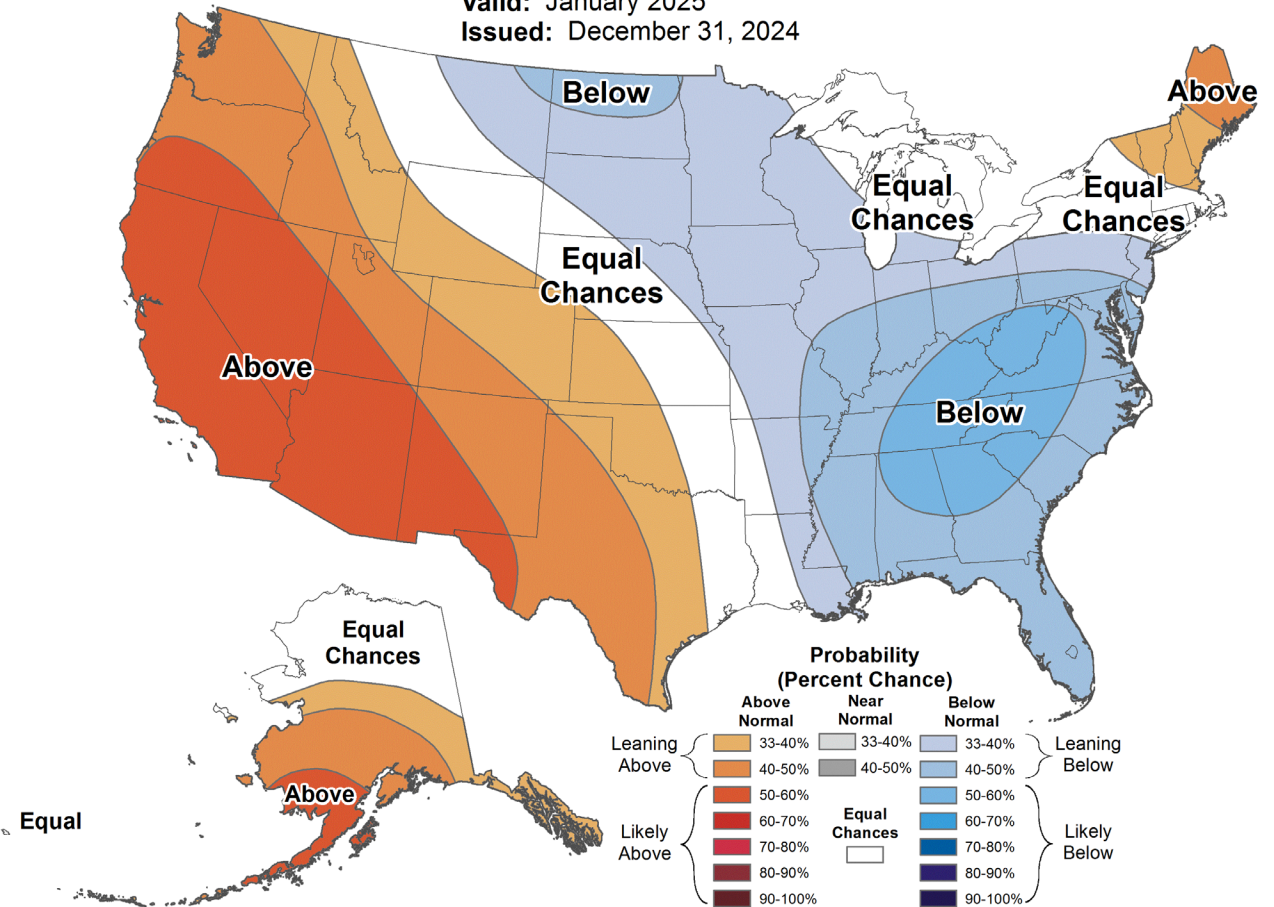 Valid: January 2025
Issued: December 31, 2024
Below
Above
Equal
Chances
Equal
Chances
Equal
Chances
Above
Below
Equal
Chances
Above
Equal
Probability
(Percent Chance)
Above
Normal
Near
Normal
Below
Normal
Leaning
Above
33-40%
33-40%
33-40%
Leaning
Below
40-50%
40-50%
40-50%
Likely
Above
50-60%
50-60%
Likely
Below
60-70%
Equal
Chances
60-70%
70-80%
70-80%
80-90%
80-90%
90-100%
90-100%